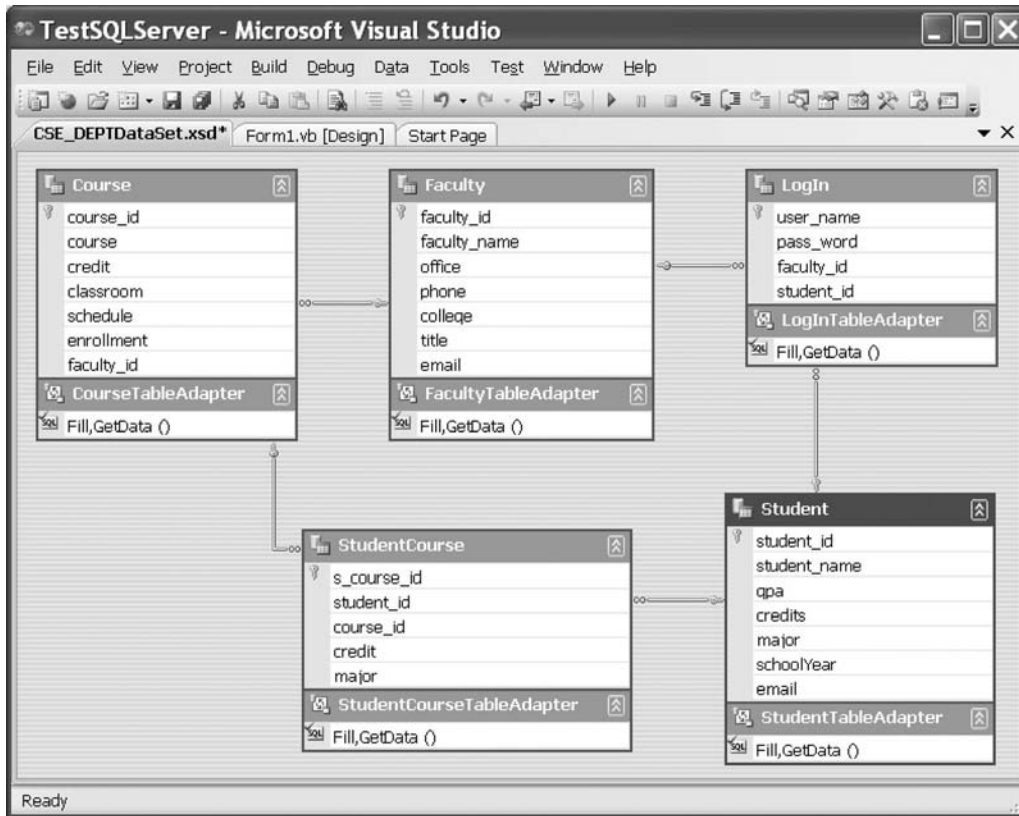 TestSQLServer - Microsoft Visual Studio
File Edit View Project Build Debug Data Tools Test Window Help
CSE_DEPTDataSet.xsd* Form1.vb [Design] Start Page
Course
course_id
course
credit
classroom
schedule
enrollment
faculty_id
CourseTableAdapter
Fill,GetData ()
Faculty
faculty_id
faculty_name
office
phone
college
title
email
FacultyTableAdapter
Fill,GetData ()
LogIn
user_name
pass_word
faculty_id
student_id
LogInTableAdapter
Fill,GetData ()
StudentCourse
s_course_id
student_id
course_id
credit
major
StudentCourseTableAdapter
Fill,GetData ()
Student
student_id
student_name
gpa
credits
major
schoolYear
email
StudentTableAdapter
Fill,GetData ()
Ready